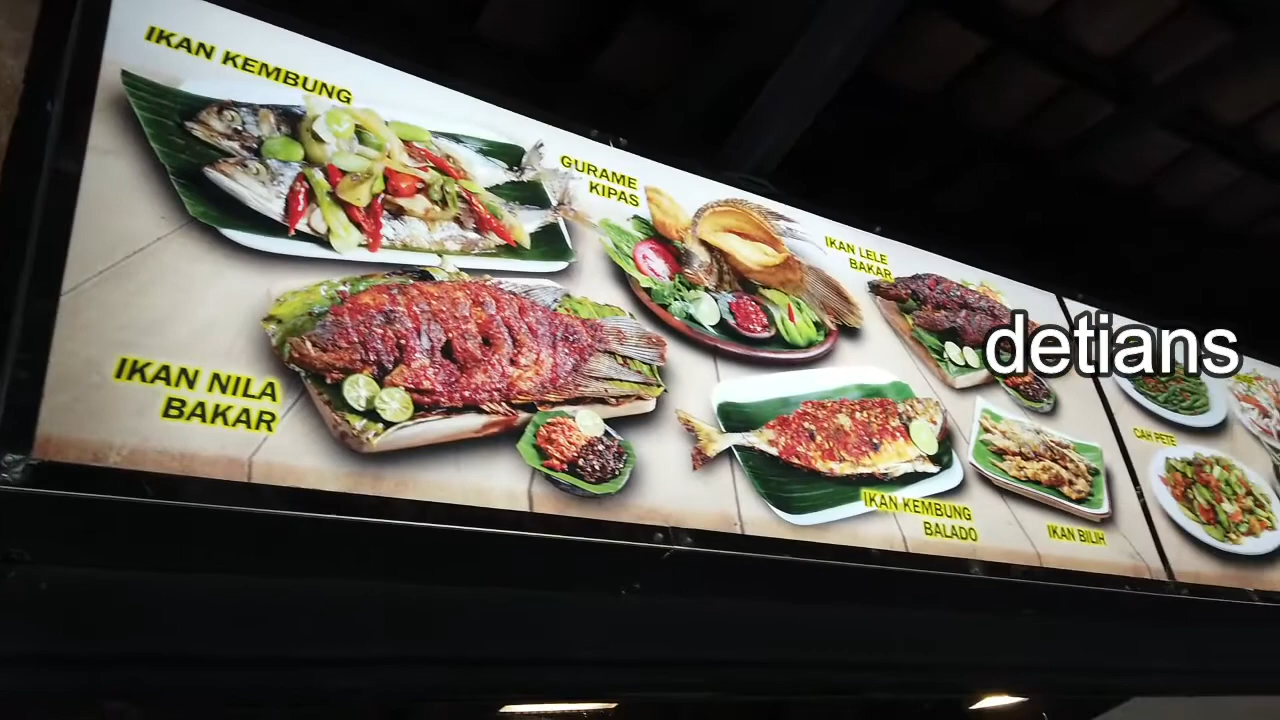 IKAN KEMBUNG
GURAME
KIPAS
IKAN LELE
BAKAR
detians
IKAN NILA
BAKAR
CAH PETE
IKAN KEMBUNG
BALADO
IKAN BILIH